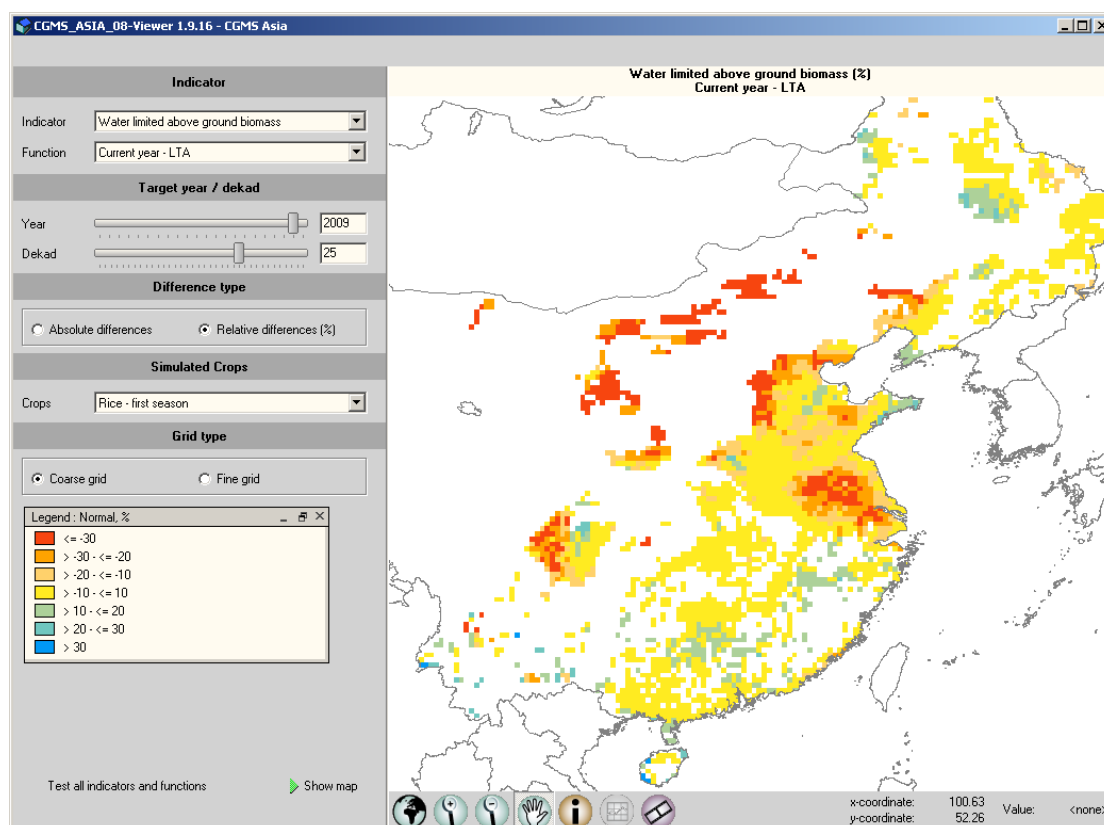 CGMS_ASIA_08-Viewer 1.9.16 - CGMS Asia
Indicator
Indicator Water limited above ground biomass
Function Current year - LTA
Target year / dekad
Year 2009
Dekad 25
Difference type
Absolute differences Relative differences (%)
Simulated Crops
Crops Rice - first season
Grid type
Coarse grid Fine grid
Legend : Normal, %
<= -30
> -30 - <= -20
> -20 - <= -10
> -10 - <= 10
> 10 - <= 20
> 20 - <= 30
> 30
Test all indicators and functions Show map
Water limited above ground biomass (%)
Current year - LTA
x-coordinate: 100.63
y-coordinate: 52.26
Value: <none>